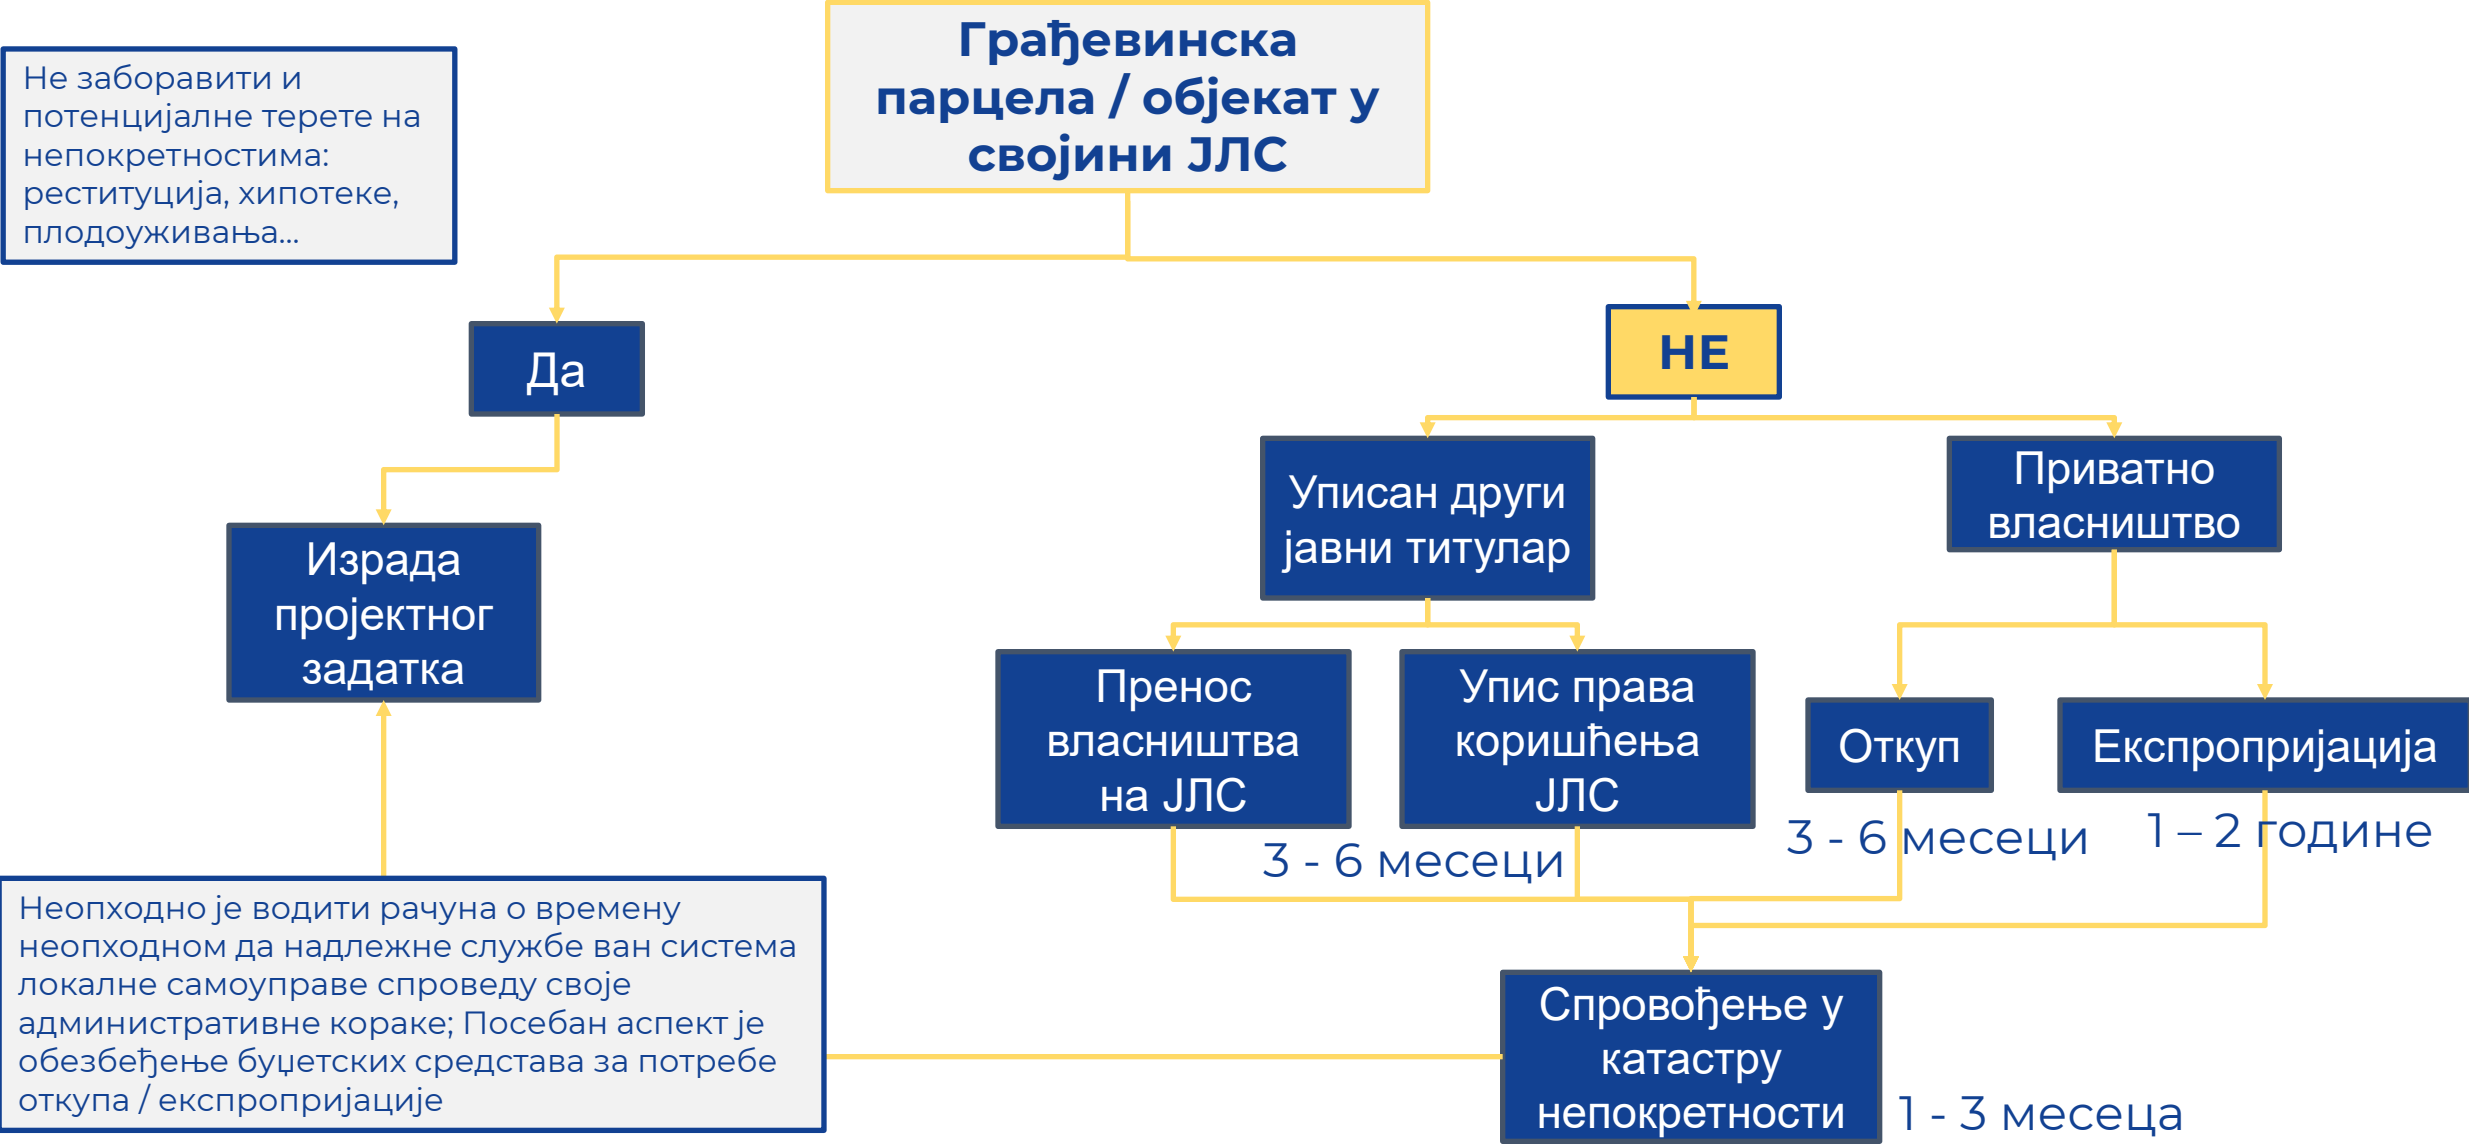 Грађевинска
парцела / објекат у
својини ЈЛС
Не заборавити и
потенцијалне терете на
непокретностима:
реституција, хипотеке,
плодоуживања...
Да
НЕ
Израда
пројектног
задатка
Уписан други
јавни титулар
Приватно
власништво
Пренос
власништва
на ЈЛС
Упис права
коришћења
ЈЛС
Откуп
Експропријација
3 - 6 месеци
3 - 6 месеци
1 – 2 године
Неопходно је водити рачуна о времену
неопходном да надлежне службе ван система
локалне самоуправе спроведу своје
административне кораке; Посебан аспект је
обезбеђење буџетских средстава за потребе
откупа / експропријације
Спровођење у
катастру
непокретности
1 - 3 месеца